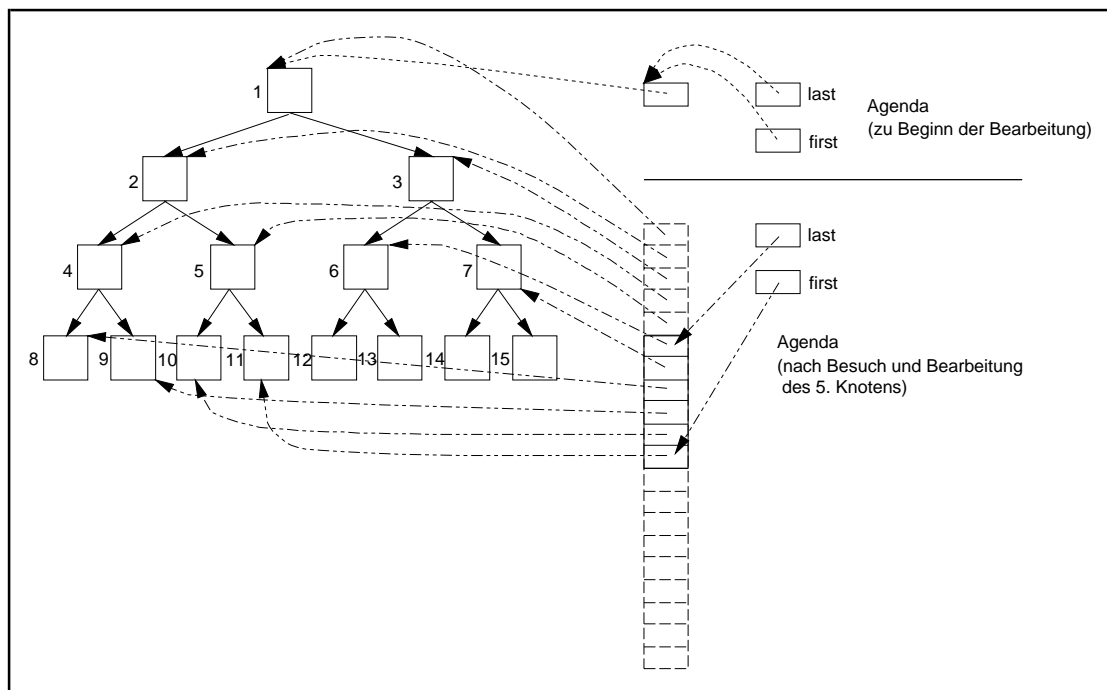 1
last
Agenda
(zu Beginn der Bearbeitung)
first
2
3
last
4
5
6
7
first
8
9
10
11
12
13
14
15
Agenda
(nach Besuch und Bearbeitung
des 5. Knotens)